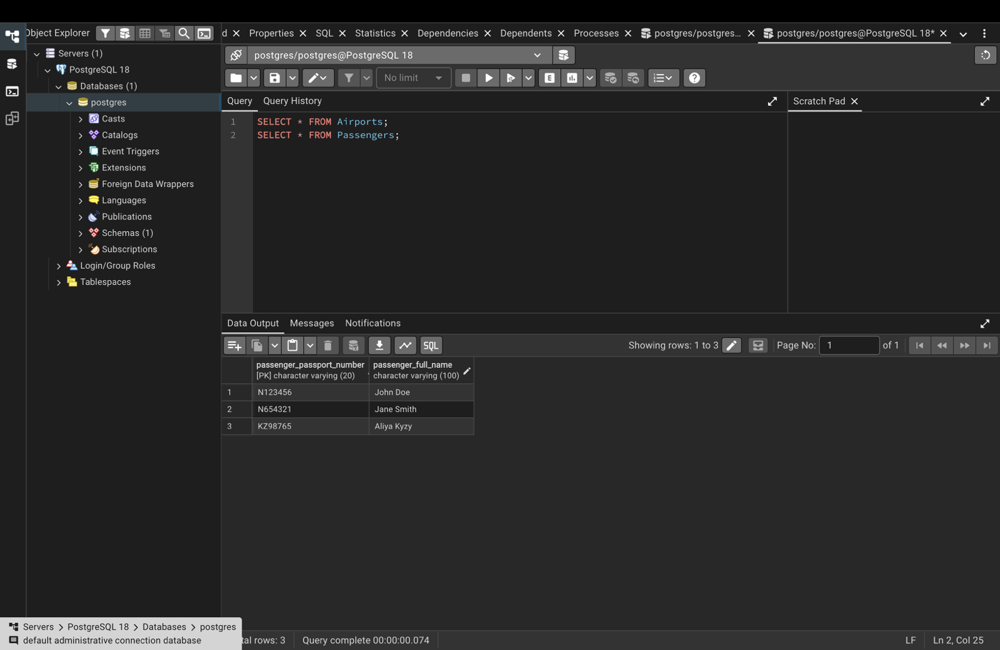 Object Explorer
d Properties SQL Statistics Dependencies Dependents Processes postgres/postgres... postgres/postgres@PostgreSQL 18*
Servers (1)
PostgreSQL 18
Databases (1)
postgres
Casts
Catalogs
Event Triggers
Extensions
Foreign Data Wrappers
Languages
Publications
Schemas (1)
Subscriptions
Login/Group Roles
Tablespaces
postgres/postgres@PostgreSQL 18
No limit E
Query Query History
Scratch Pad
1 SELECT * FROM Airports;
2 SELECT * FROM Passengers;
Data Output Messages Notifications
SQL Showing rows: 1 to 3 Page No: 1 of 1
passenger_passport_number passenger_full_name
[PK] character varying (20) character varying (100)
1 N123456 John Doe
2 N654321 Jane Smith
3 KZ98765 Aliya Kyzy
Servers > PostgreSQL 18 > Databases > postgres
default administrative connection database
tal rows: 3 Query complete 00:00:00.074 LF Ln 2, Col 25